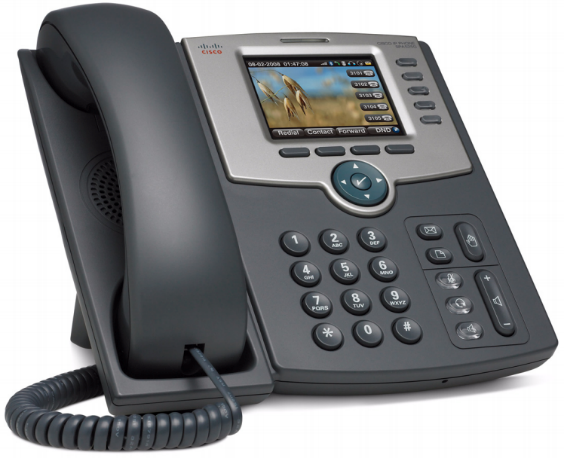 CISCO
08-02-2008 01:47:08
3101
3102
3103
3104
3105
Redial Contact Forward DND
1 2 ABC 3 DEF
4 GHI 5 JKL 6 MNO
7 PQRS 8 TUV 9 WXYZ
* 0 #
+
-